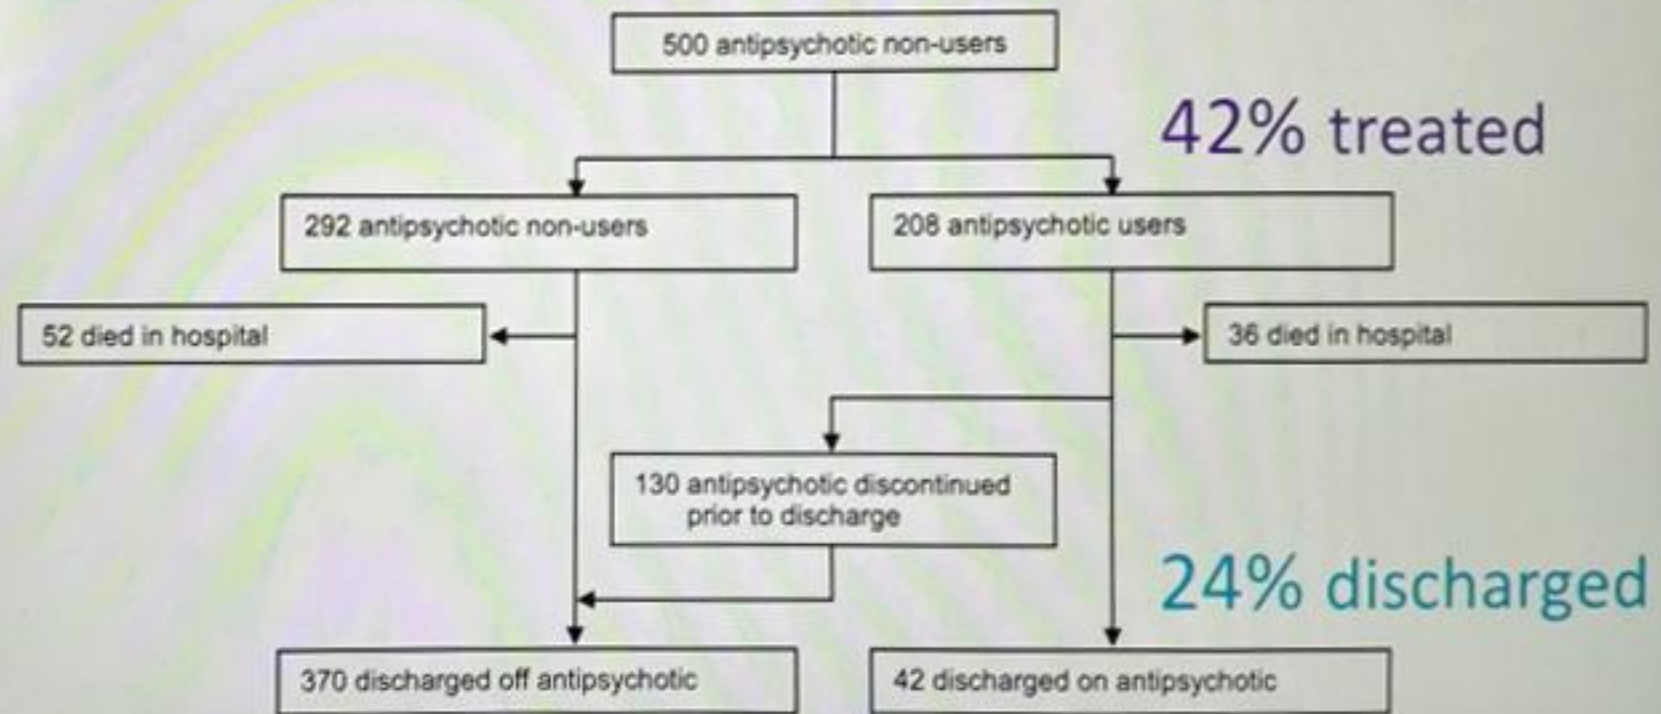 500 antipsychotic non-users
42% treated
292 antipsychotic non-users
208 antipsychotic users
52 died in hospital
36 died in hospital
130 antipsychotic discontinued
prior to discharge
24% discharged
370 discharged off antipsychotic
42 discharged on antipsychotic